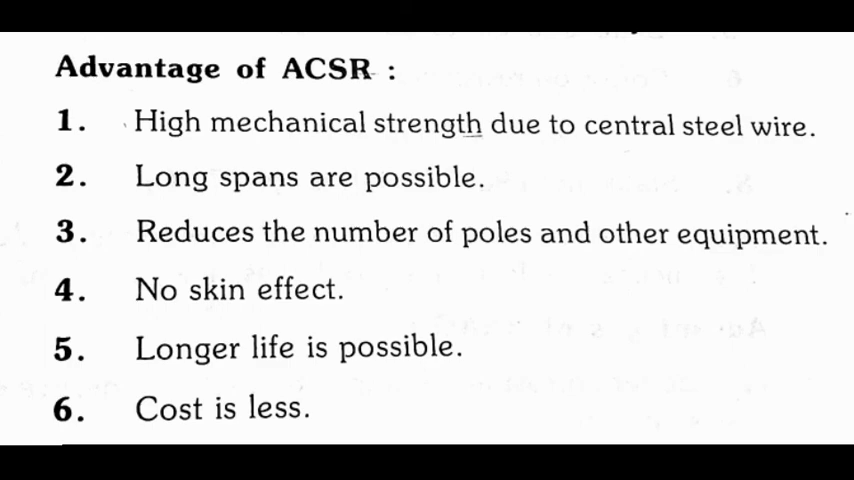 Advantage of ACSR :
1. High mechanical strength due to central steel wire.
2. Long spans are possible.
3. Reduces the number of poles and other equipment.
4. No skin effect.
5. Longer life is possible.
6. Cost is less.